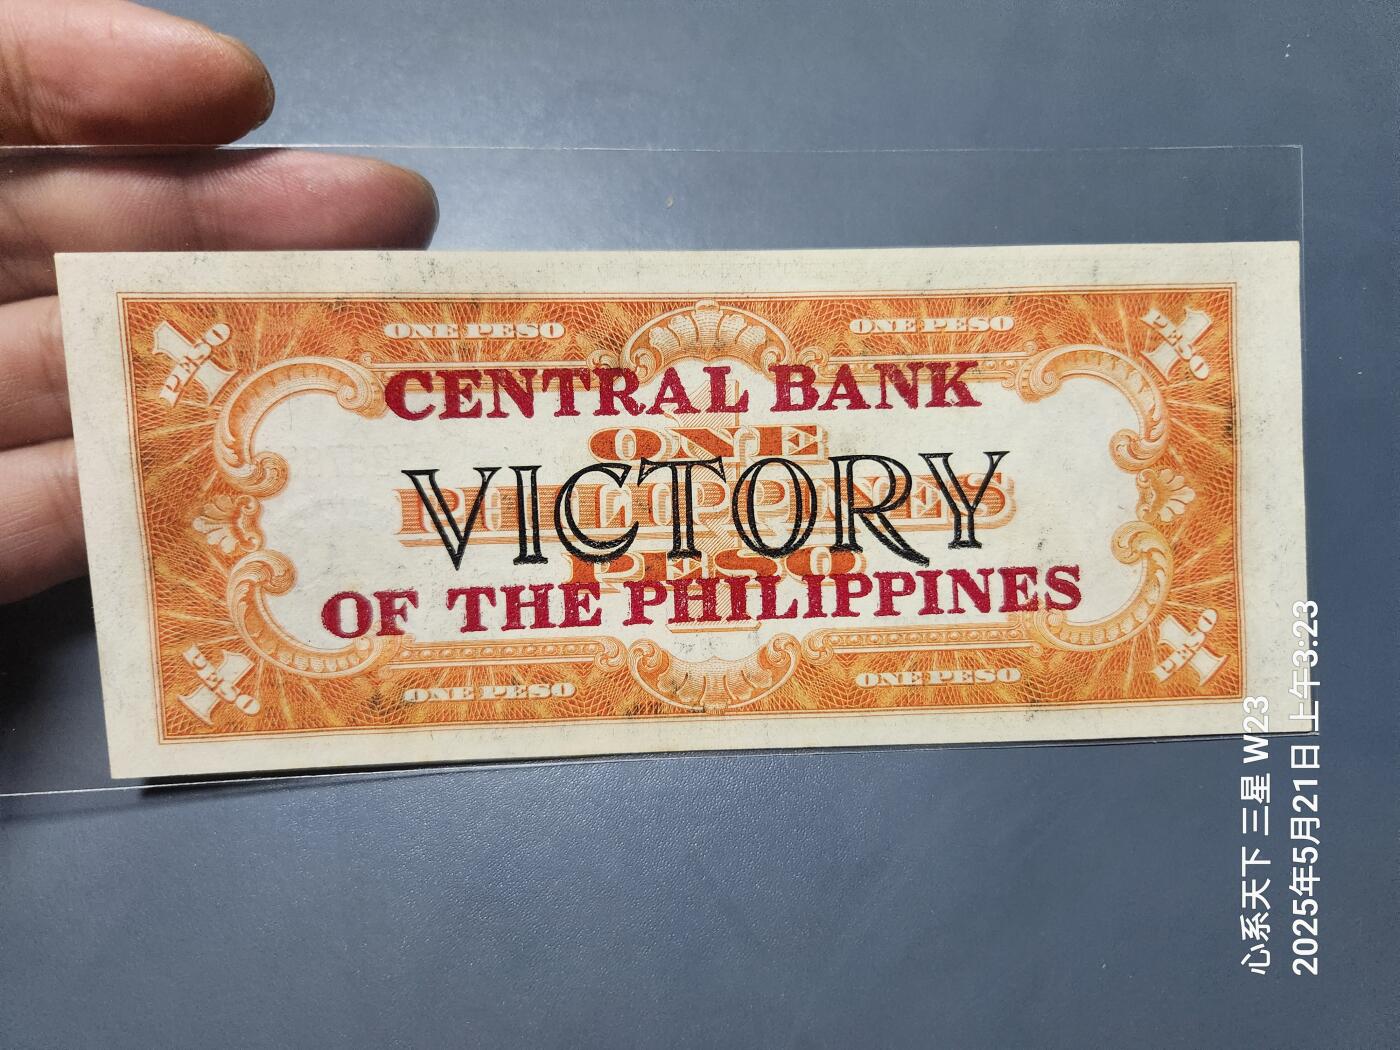 1
PESO
ONE PESO
ONE PESO
1
PESO
CENTRAL BANK
ONE
VICTORY
PHILIPPINES
PESO
OF THE PHILIPPINES
1
PESO
ONE PESO
ONE PESO
1
PESO
心系天下 三星 W23
2025年5月21日 上午3:23